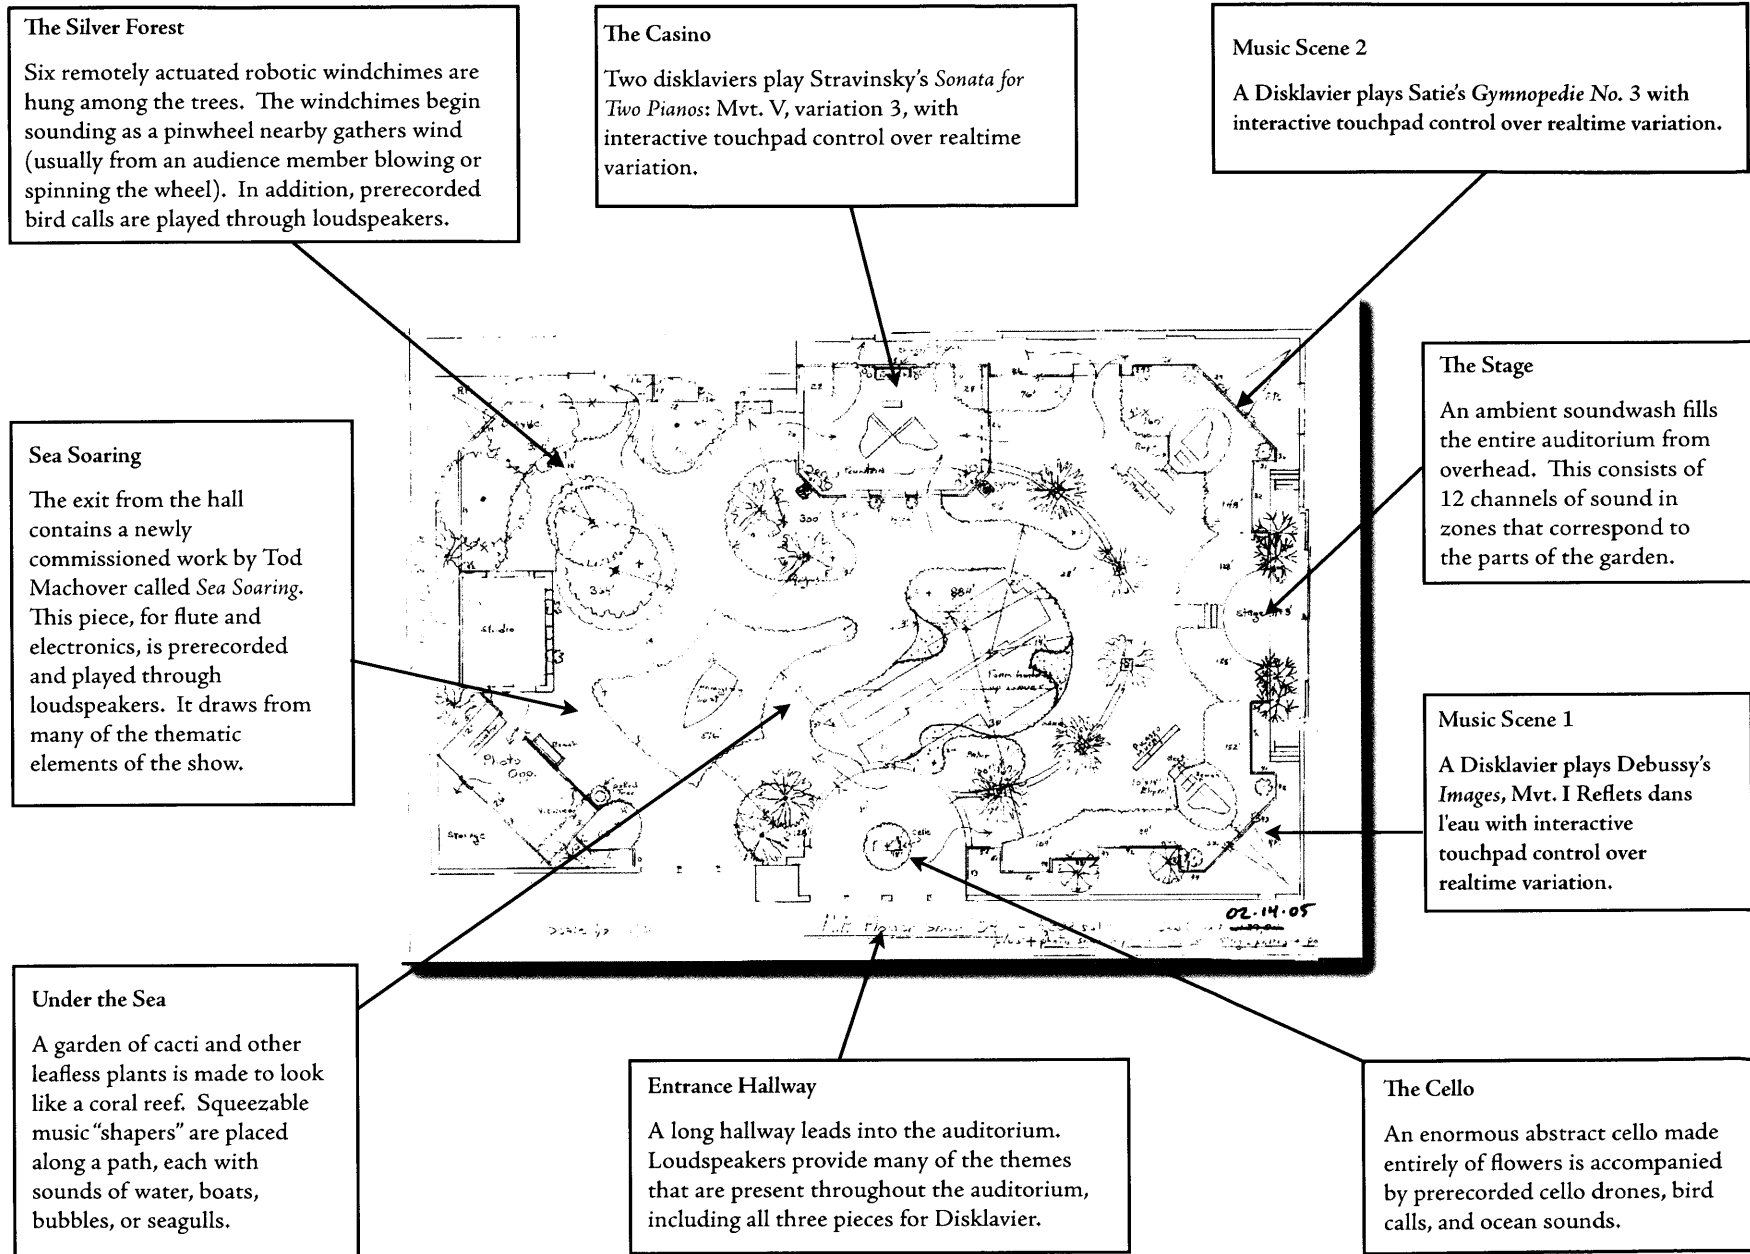 The Silver Forest
Six remotely actuated robotic windchimes are
hung among the trees. The windchimes begin
sounding as a pinwheel nearby gathers wind
(usually from an audience member blowing or
spinning the wheel). In addition, prerecorded
bird calls are played through loudspeakers.
The Casino
Two disklaviers play Stravinsky's Sonata for
Two Pianos: Mvt. V, variation 3, with
interactive touchpad control over realtime
variation.
Music Scene 2
A Disklavier plays Satie's Gymnopedie No. 3 with
interactive touchpad control over realtime variation.
The Stage
An ambient soundwash fills
the entire auditorium from
overhead. This consists of
12 channels of sound in
zones that correspond to
the parts of the garden.
Sea Soaring
The exit from the hall
contains a newly
commissioned work by Tod
Machover called Sea Soaring.
This piece, for flute and
electronics, is prerecorded
and played through
loudspeakers. It draws from
many of the thematic
elements of the show.
Music Scene 1
A Disklavier plays Debussy's
Images, Mvt. I Reflets dans
l'eau with interactive
touchpad control over
realtime variation.
Under the Sea
A garden of cacti and other
leafless plants is made to look
like a coral reef. Squeezable
music "shapers" are placed
along a path, each with
sounds of water, boats,
bubbles, or seagulls.
Entrance Hallway
A long hallway leads into the auditorium.
Loudspeakers provide many of the themes
that are present throughout the auditorium,
including all three pieces for Disklavier.
The Cello
An enormous abstract cello made
entirely of flowers is accompanied
by prerecorded cello drones, bird
calls, and ocean sounds.
Fountain
300
884
Stage
Studio
Photo
Opp.
Storage
Cello
02.14.05